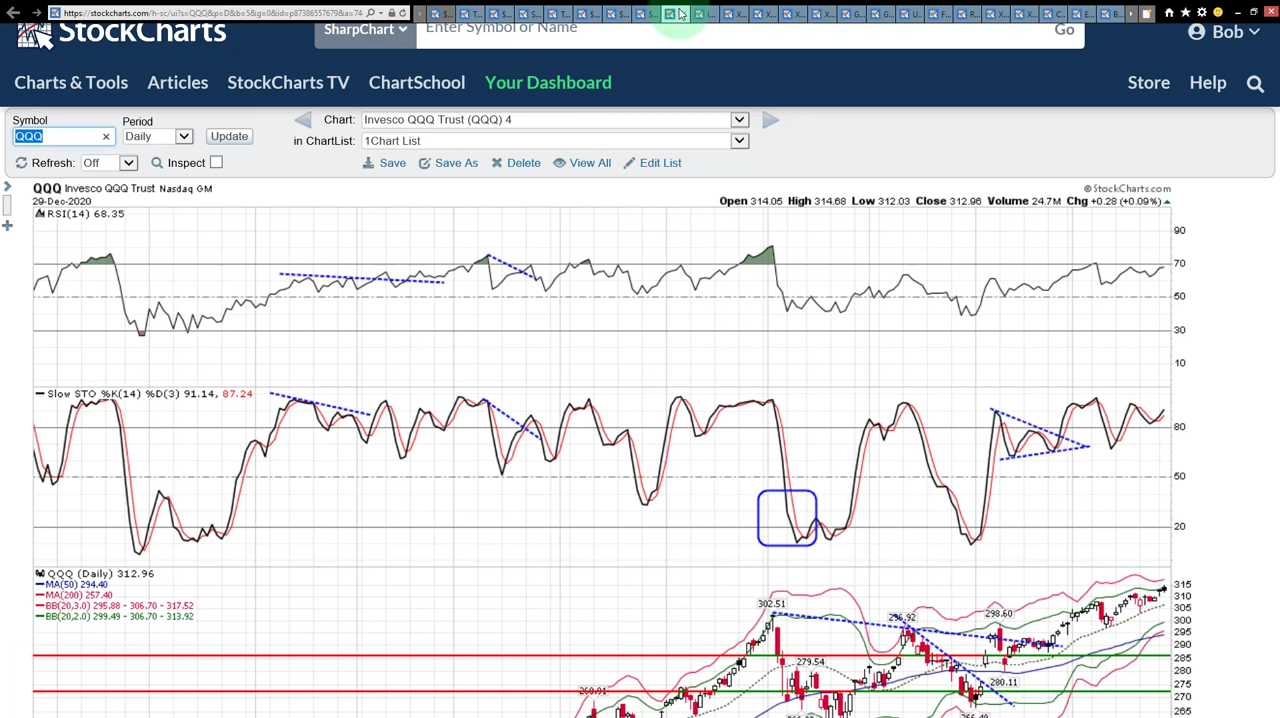 https://stockcharts.com/h-sc/ui?s=QQQ&p=D&b=5&g=0&id=p87386557679&a=74
StockCharts
SharpChart
Enter Symbol or Name
Go
Bob
Charts & Tools
Articles
StockCharts TV
ChartSchool
Your Dashboard
Store
Help
Symbol
Period
QQQ
Daily
Update
Chart:
Invesco QQQ Trust (QQQ) 4
in ChartList:
1Chart List
Refresh:
Off
Inspect
Save
Save As
Delete
View All
Edit List
QQQ Invesco QQQ Trust Nasdaq GM
© StockCharts.com
29-Dec-2020
Open 314.05 High 314.68 Low 312.03 Close 312.96 Volume 24.7M Chg +0.28 (+0.09%)
RSI(14) 68.35
90
70
50
30
10
Slow STO %K(14) %D(3) 91.14, 87.24
80
50
20
QQQ (Daily) 312.96
MA(50) 294.40
MA(200) 257.40
BB(20,3.0) 295.88 - 306.70 - 317.52
BB(20,2.0) 299.49 - 306.70 - 313.92
302.51
298.60
279.54
280.11
315
310
305
300
295
290
285
280
275
270
265